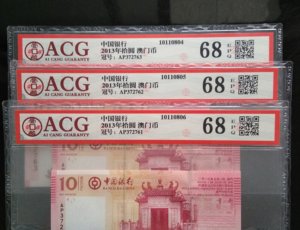 ACG
AI CANG GUARANTY
中国银行 10110804
2013年拾圆 澳门币
冠号：AP372763
68 EPQ
ACG
AI CANG GUARANTY
中国银行 10110805
2013年拾圆 澳门币
冠号：AP372762
68 EPQ
ACG
AI CANG GUARANTY
中国银行 10110806
2013年拾圆 澳门币
冠号：AP372761
68 EPQ
10
中國銀行
AP372